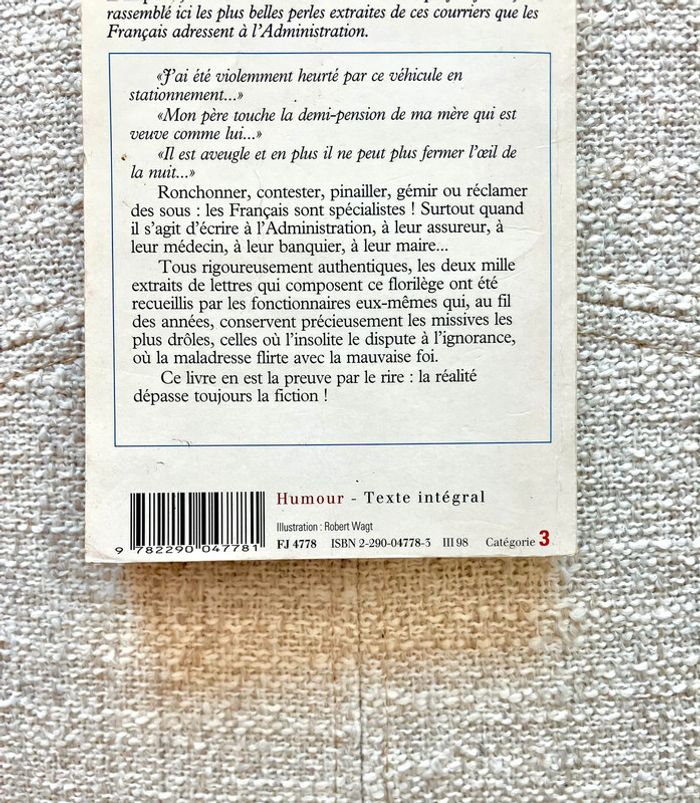 rassemblé ici les plus belles perles extraites de ces courriers que les
Français adressent à l'Administration.
«J'ai été violemment heurté par ce véhicule en
stationnement...»
«Mon père touche la demi-pension de ma mère qui est
veuve comme lui...»
«Il est aveugle et en plus il ne peut plus fermer l'œil de
la nuit...»
Ronchonner, contester, pinailler, gémir ou réclamer
des sous : les Français sont spécialistes ! Surtout quand
il s'agit d'écrire à l'Administration, à leur assureur, à
leur médecin, à leur banquier, à leur maire...
Tous rigoureusement authentiques, les deux mille
extraits de lettres qui composent ce florilège ont été
recueillis par les fonctionnaires eux-mêmes qui, au fil
des années, conservent précieusement les missives les
plus drôles, celles où l'insolite le dispute à l'ignorance,
où la maladresse flirte avec la mauvaise foi.
Ce livre en est la preuve par le rire : la réalité
dépasse toujours la fiction !
Humour - Texte intégral
Illustration : Robert Wagt
9 782290 047781 FJ 4778 ISBN 2-290-04778-3 III 98 Catégorie 3